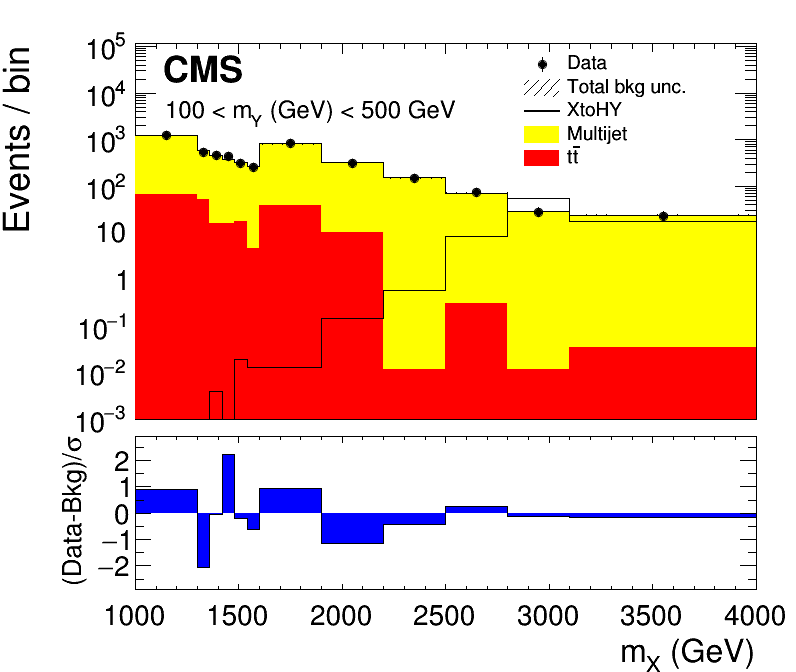 Events / bin
10^5
10^4
10^3
10^2
10
1
10^−1
10^−2
10^−3
CMS
100 < m_Y (GeV) < 500 GeV
Data
Total bkg unc.
XtoHY
Multijet
tt̄
(Data-Bkg)/σ
2
1
0
−1
−2
1000 1500 2000 2500 3000 3500 4000
m_X (GeV)